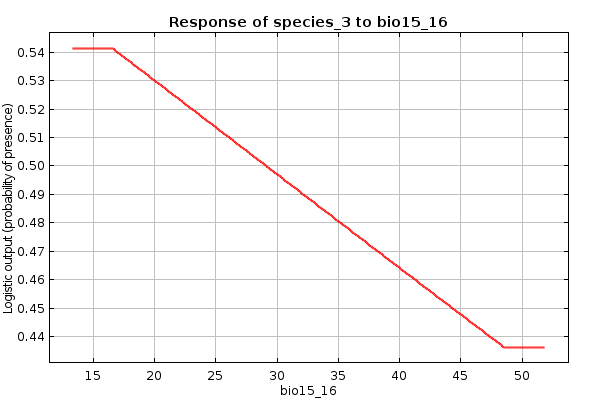 Response of species_3 to bio15_16
Logistic output (probability of presence)
0.54
0.53
0.52
0.51
0.50
0.49
0.48
0.47
0.46
0.45
0.44
15 20 25 30 35 40 45 50
bio15_16